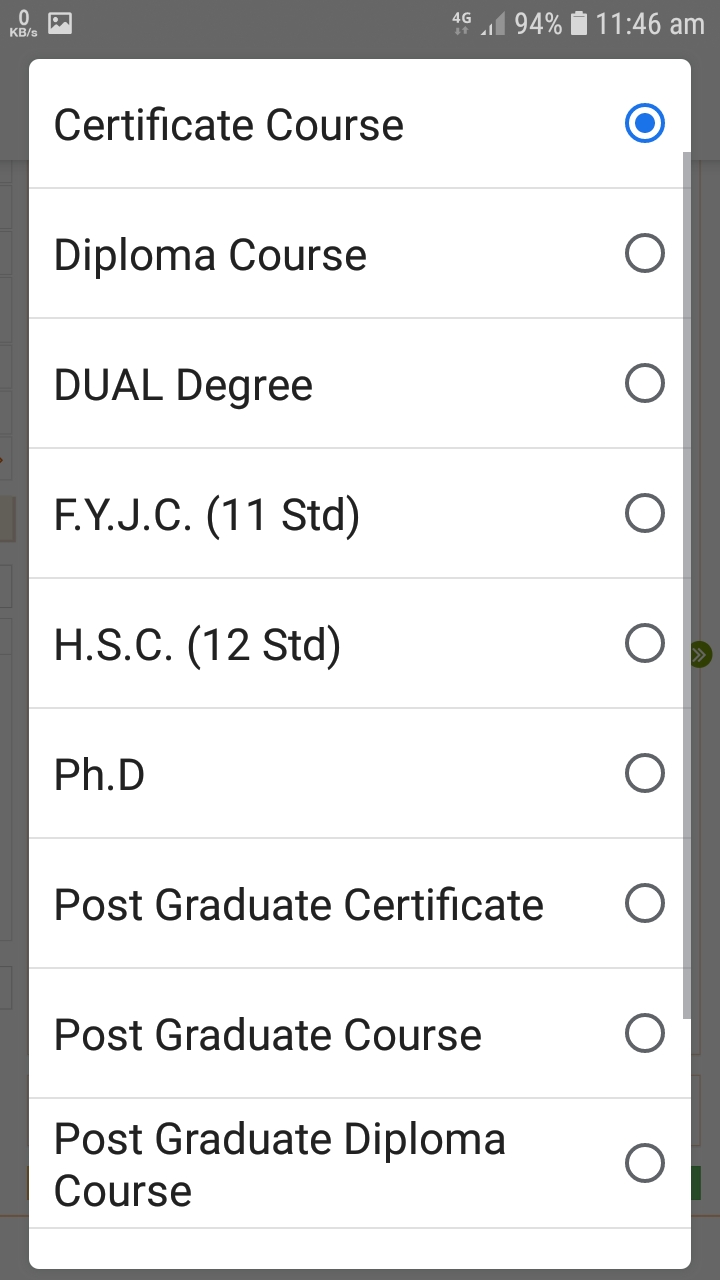 0
KB/s
4G
94%
11:46 am
Certificate Course
Diploma Course
DUAL Degree
F.Y.J.C. (11 Std)
H.S.C. (12 Std)
Ph.D
Post Graduate Certificate
Post Graduate Course
Post Graduate Diploma
Course